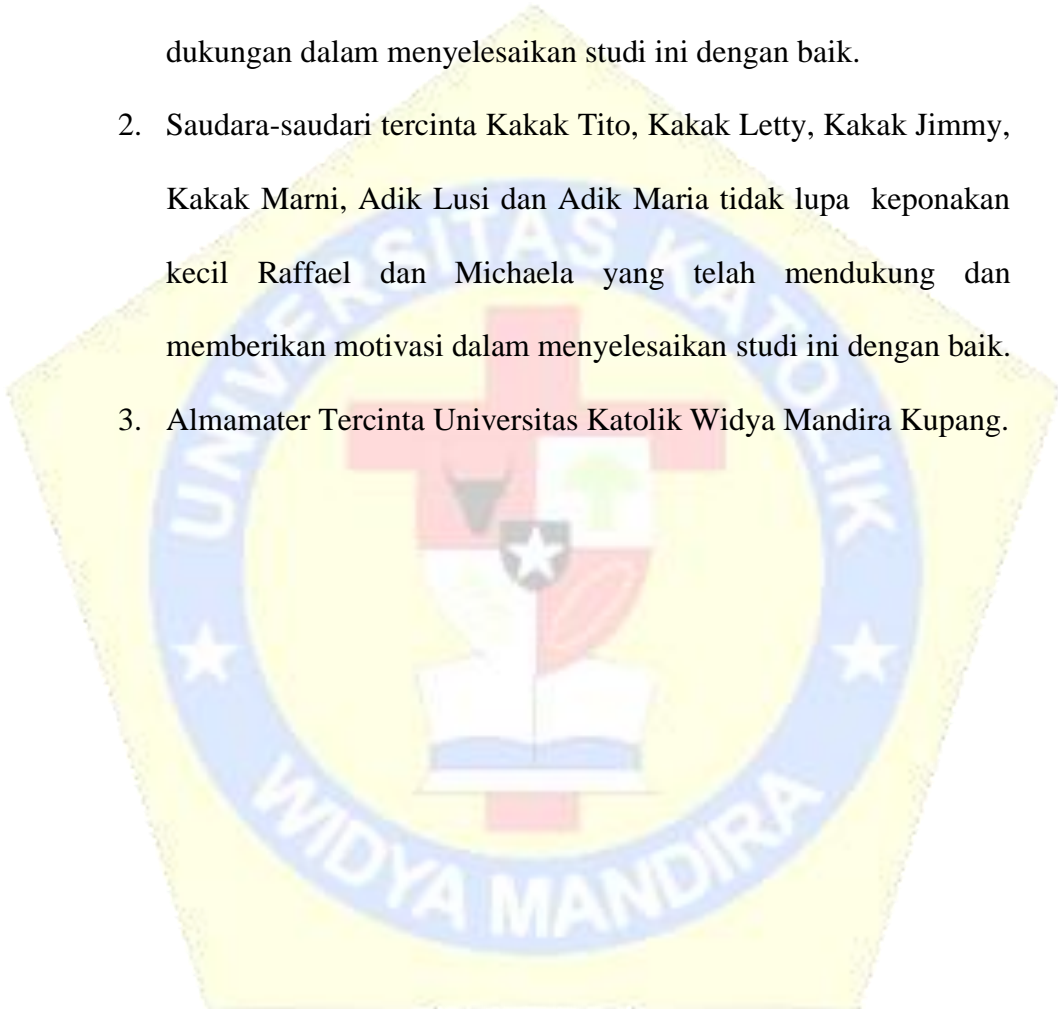 dukungan dalam menyelesaikan studi ini dengan baik.
2. Saudara-saudari tercinta Kakak Tito, Kakak Letty, Kakak Jimmy,
Kakak Marni, Adik Lusi dan Adik Maria tidak lupa keponakan
kecil Raffael dan Michaela yang telah mendukung dan
memberikan motivasi dalam menyelesaikan studi ini dengan baik.
3. Almamater Tercinta Universitas Katolik Widya Mandira Kupang.
UNIVERSITAS KATOLIK
WIDYA MANDIRA